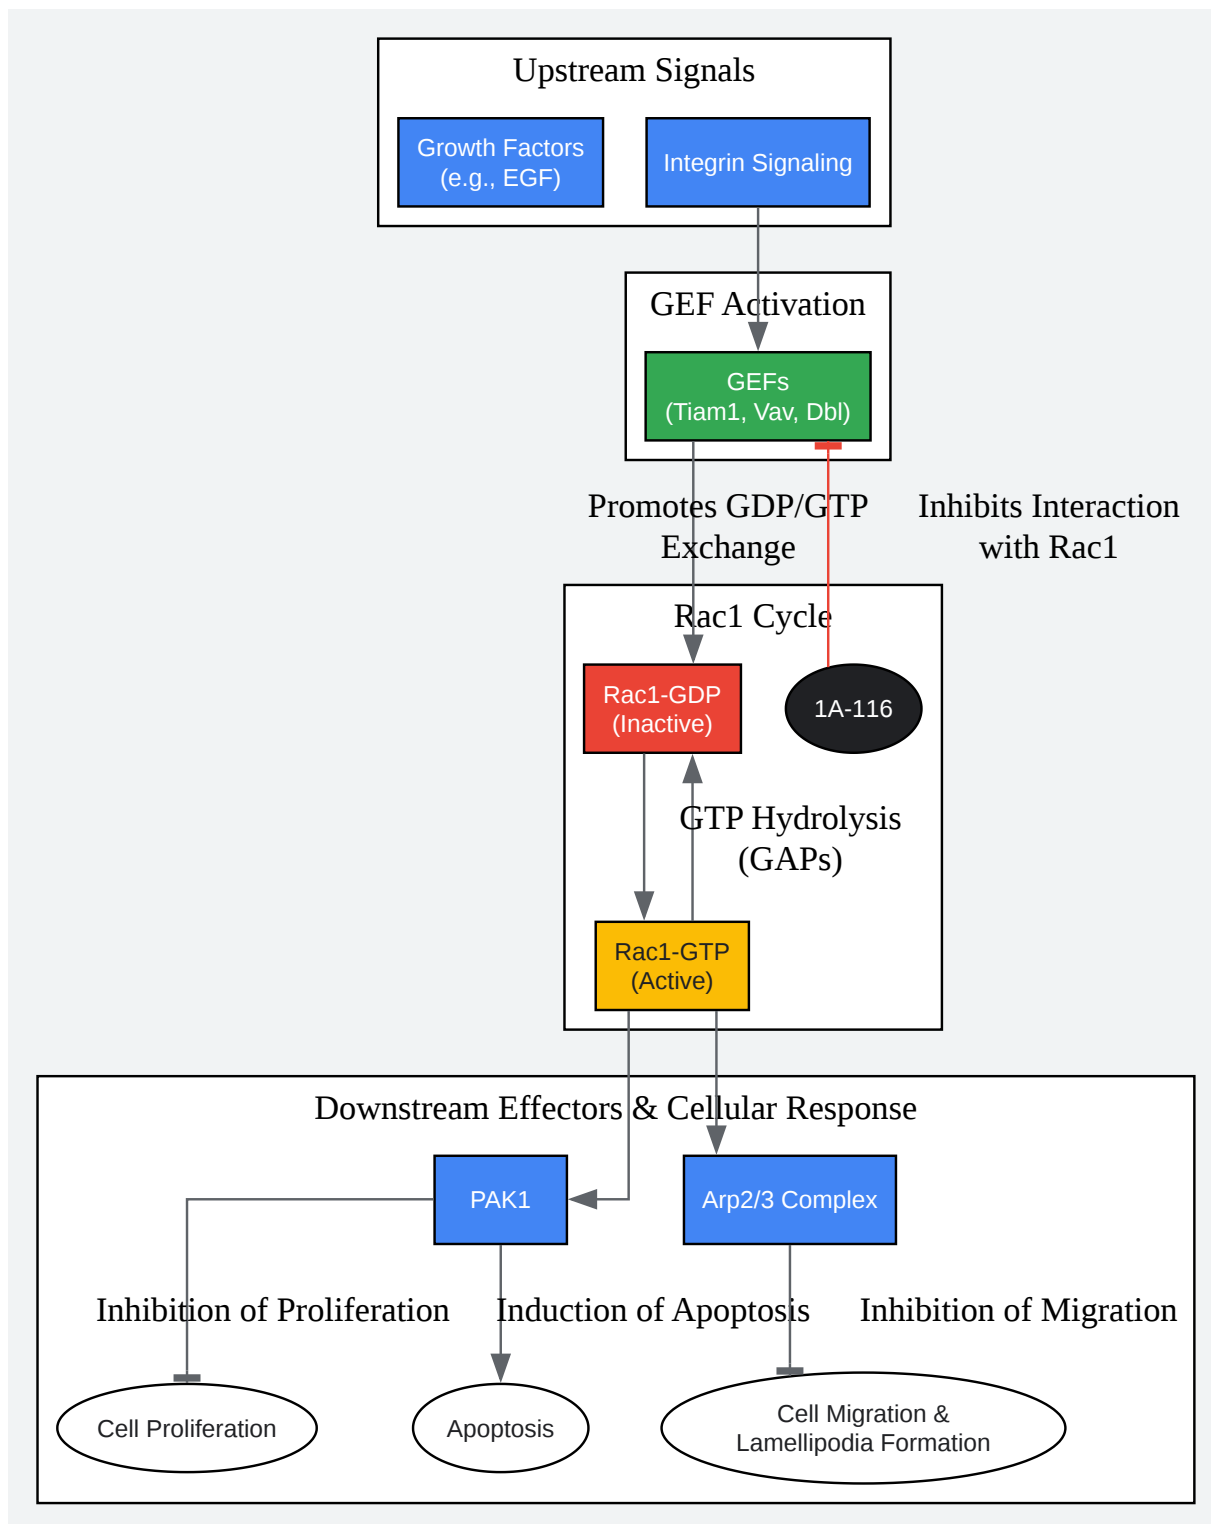 Upstream Signals
Growth Factors
(e.g., EGF)
Integrin Signaling
GEF Activation
GEFs
(Tiam1, Vav, Dbl)
Promotes GDP/GTP
Exchange
Inhibits Interaction
with Rac1
Rac1 Cycle
Rac1-GDP
(Inactive)
1A-116
GTP Hydrolysis
(GAPs)
Rac1-GTP
(Active)
Downstream Effectors & Cellular Response
PAK1
Arp2/3 Complex
Inhibition of Proliferation
Induction of Apoptosis
Inhibition of Migration
Cell Proliferation
Apoptosis
Cell Migration &
Lamellipodia Formation